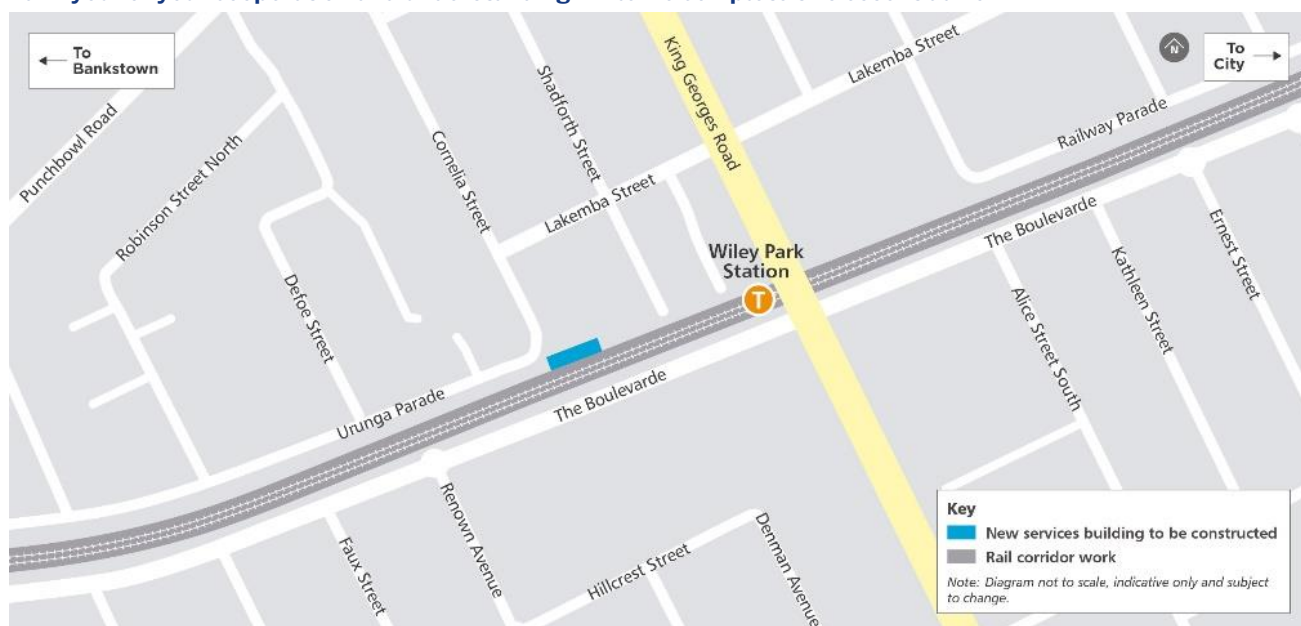 To
Bankstown
N
To
City
Punchbowl Road
Robinson Street North
Defoe Street
Cornelia Street
Shadforth Street
Lakemba Street
King Georges Road
Lakemba Street
Railway Parade
Wiley Park
Station
T
Urunga Parade
The Boulevarde
The Boulevarde
Alice Street South
Kathleen Street
Ernest Street
Faux Street
Renown Avenue
Hillcrest Street
Denman Avenue
Key
New services building to be constructed
Rail corridor work
Note: Diagram not to scale, indicative only and subject
to change.